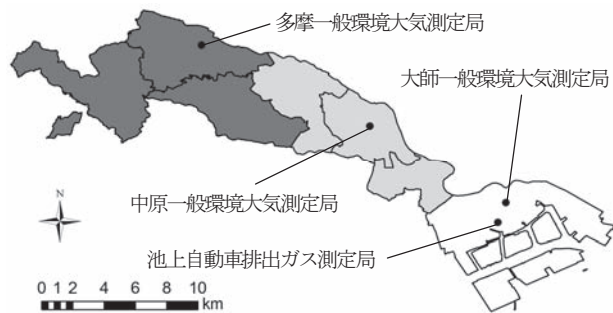 多摩一般環境大気測定局
大師一般環境大気測定局
中原一般環境大気測定局
池上自動車排出ガス測定局
N
0 1 2 4 6 8 10
km